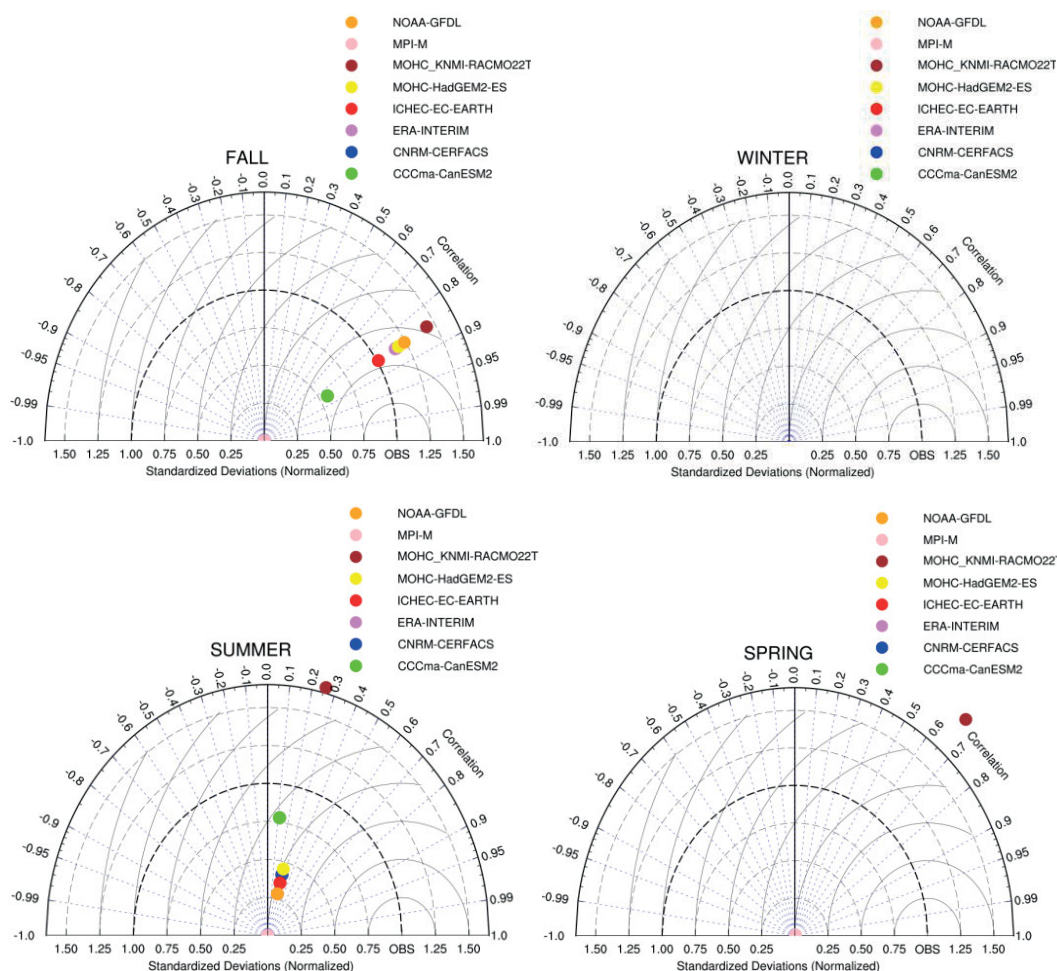 NOAA-GFDL
MPI-M
MOHC_KNMI-RACMO22T
MOHC-HadGEM2-ES
ICHEC-EC-EARTH
ERA-INTERIM
CNRM-CERFACS
CCCma-CanESM2
FALL
-1.0 -0.99 -0.95 -0.9 -0.8 -0.7 -0.6 -0.5 -0.4 -0.3 -0.2 -0.1 0.0 0.1 0.2 0.3 0.4 0.5 0.6 0.7 0.8 0.9 0.95 0.99 1.0
Correlation
1.50 1.25 1.00 0.75 0.50 0.25 0.25 0.50 0.75 OBS 1.25 1.50
Standardized Deviations (Normalized)
NOAA-GFDL
MPI-M
MOHC_KNMI-RACMO22T
MOHC-HadGEM2-ES
ICHEC-EC-EARTH
ERA-INTERIM
CNRM-CERFACS
CCCma-CanESM2
WINTER
-1.0 -0.99 -0.95 -0.9 -0.8 -0.7 -0.6 -0.5 -0.4 -0.3 -0.2 -0.1 0.0 0.1 0.2 0.3 0.4 0.5 0.6 0.7 0.8 0.9 0.95 0.99 1.0
Correlation
1.50 1.25 1.00 0.75 0.50 0.25 0.25 0.50 0.75 OBS 1.25 1.50
Standardized Deviations (Normalized)
NOAA-GFDL
MPI-M
MOHC_KNMI-RACMO22T
MOHC-HadGEM2-ES
ICHEC-EC-EARTH
ERA-INTERIM
CNRM-CERFACS
CCCma-CanESM2
SUMMER
-1.0 -0.99 -0.95 -0.9 -0.8 -0.7 -0.6 -0.5 -0.4 -0.3 -0.2 -0.1 0.0 0.1 0.2 0.3 0.4 0.5 0.6 0.7 0.8 0.9 0.95 0.99 1.0
Correlation
1.50 1.25 1.00 0.75 0.50 0.25 0.25 0.50 0.75 OBS 1.25 1.50
Standardized Deviations (Normalized)
NOAA-GFDL
MPI-M
MOHC_KNMI-RACMO22T
MOHC-HadGEM2-ES
ICHEC-EC-EARTH
ERA-INTERIM
CNRM-CERFACS
CCCma-CanESM2
SPRING
-1.0 -0.99 -0.95 -0.9 -0.8 -0.7 -0.6 -0.5 -0.4 -0.3 -0.2 -0.1 0.0 0.1 0.2 0.3 0.4 0.5 0.6 0.7 0.8 0.9 0.95 0.99 1.0
Correlation
1.50 1.25 1.00 0.75 0.50 0.25 0.25 0.50 0.75 OBS 1.25 1.50
Standardized Deviations (Normalized)